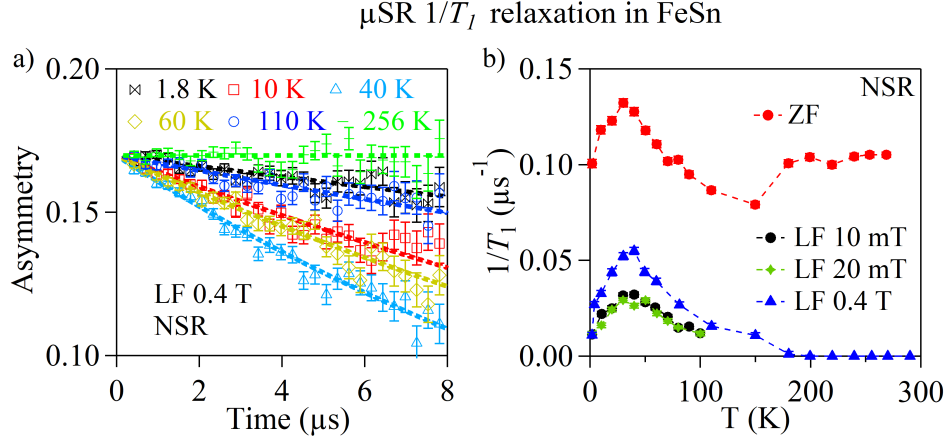 μSR 1/T₁ relaxation in FeSn
a)
0.20
0.15
0.10
Asymmetry
1.8 K 10 K 40 K
60 K 110 K 256 K
LF 0.4 T
NSR
0 2 4 6 8
Time (μs)
b)
0.15
0.10
0.05
0.00
1/T₁ (μs⁻¹)
NSR
ZF
LF 10 mT
LF 20 mT
LF 0.4 T
0 100 200 300
T (K)